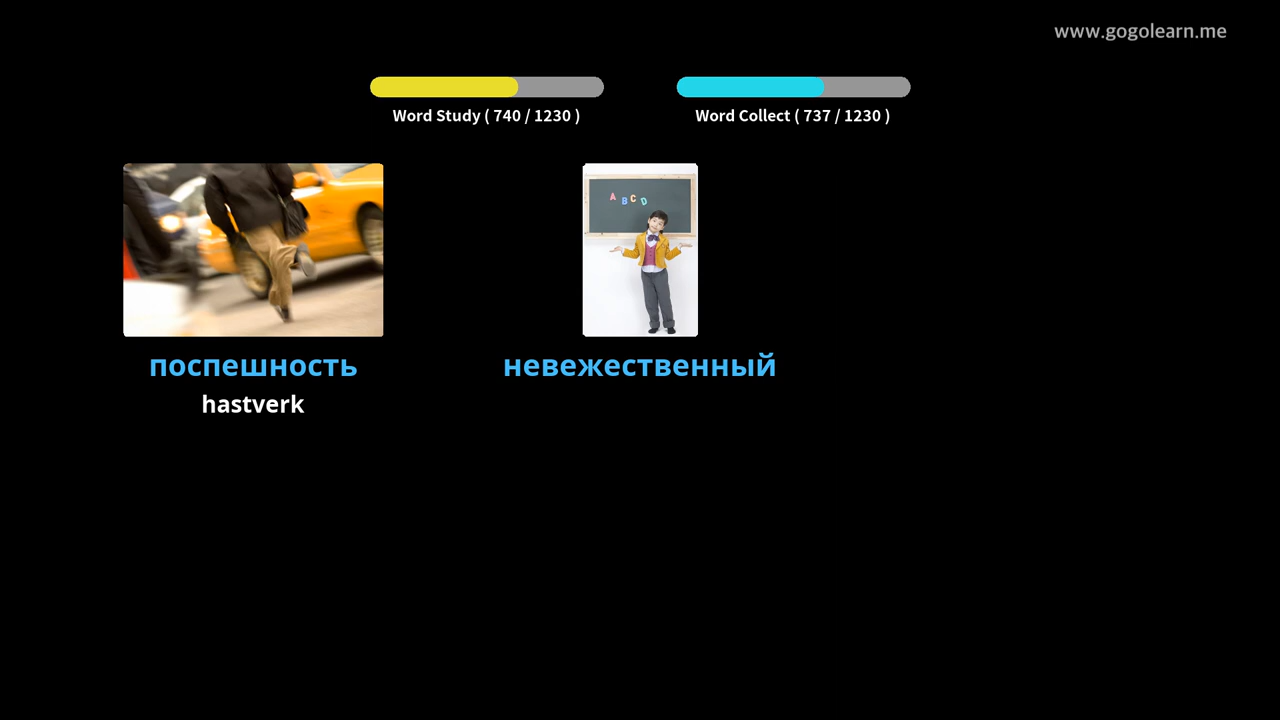 www.gogolearn.me
Word Study ( 740 / 1230 )
Word Collect ( 737 / 1230 )
A B C D
поспешность
невежественный
hastverk